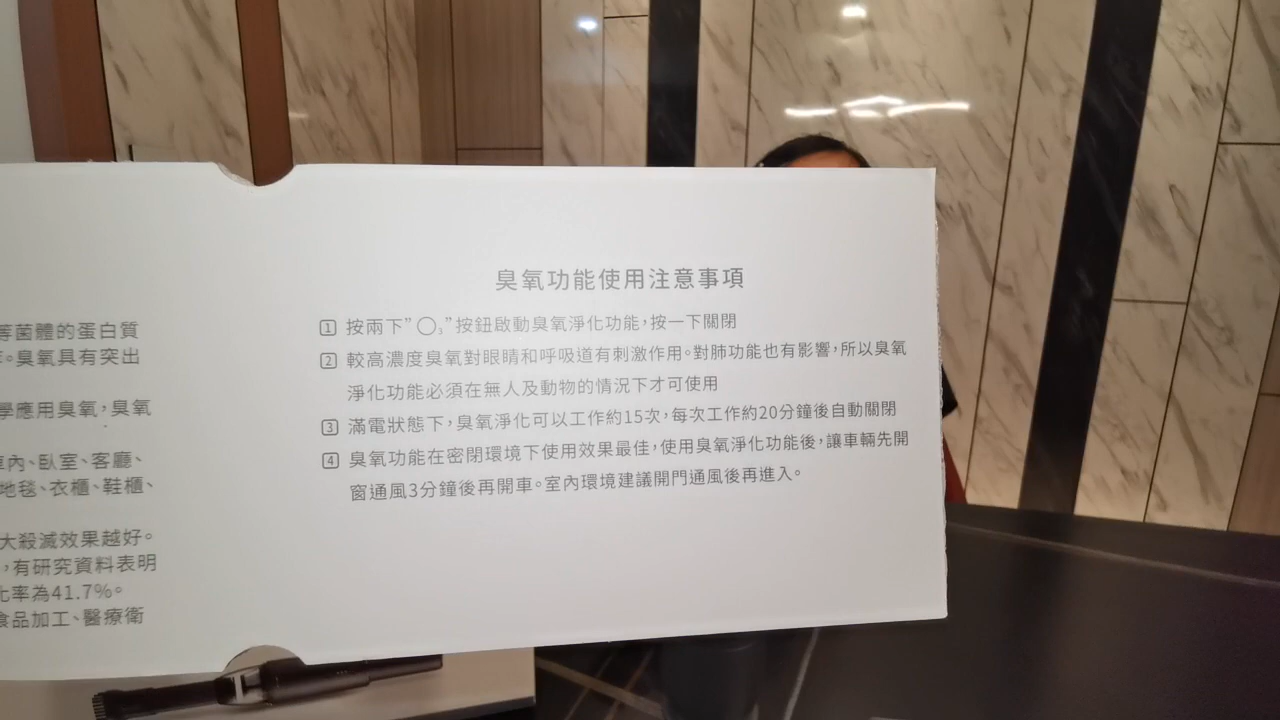 等菌體的蛋白質
。臭氧具有突出
學應用臭氧，臭氧
車內、臥室、客廳、
地毯、衣櫃、鞋櫃、
大殺滅效果越好。
，有研究資料表明
化率為41.7%。
食品加工、醫療衛
臭氧功能使用注意事項
1 按兩下”○₃”按鈕啟動臭氧淨化功能，按一下關閉
2 較高濃度臭氧對眼睛和呼吸道有刺激作用。對肺功能也有影響，所以臭氧
淨化功能必須在無人及動物的情況下才可使用
3 滿電狀態下，臭氧淨化可以工作約15次，每次工作約20分鐘後自動關閉
4 臭氧功能在密閉環境下使用效果最佳，使用臭氧淨化功能後，讓車輛先開
窗通風3分鐘後再開車。室內環境建議開門通風後再進入。